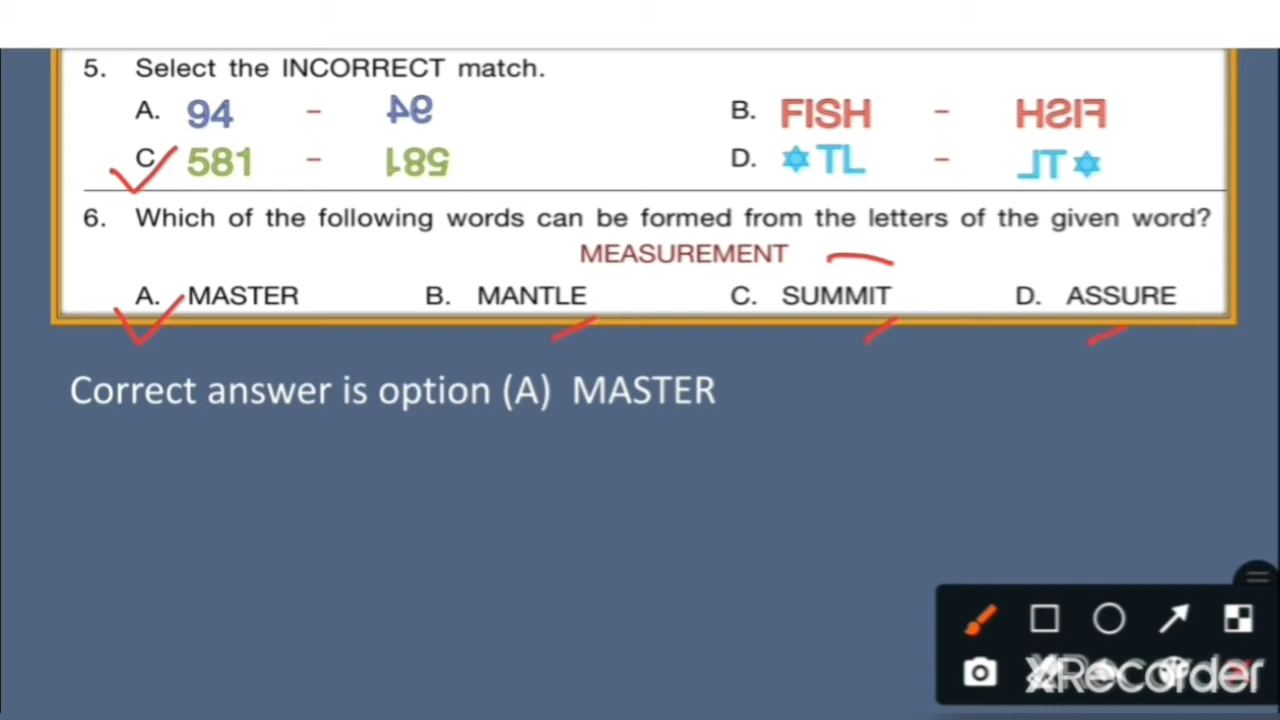 5. Select the INCORRECT match.
A. 94 - 94
B. FISH - FISH
C. 581 - 581
D. ✡TL - JT✡
6. Which of the following words can be formed from the letters of the given word?
MEASUREMENT
A. MASTER B. MANTLE C. SUMMIT D. ASSURE
Correct answer is option (A) MASTER
XRecorder